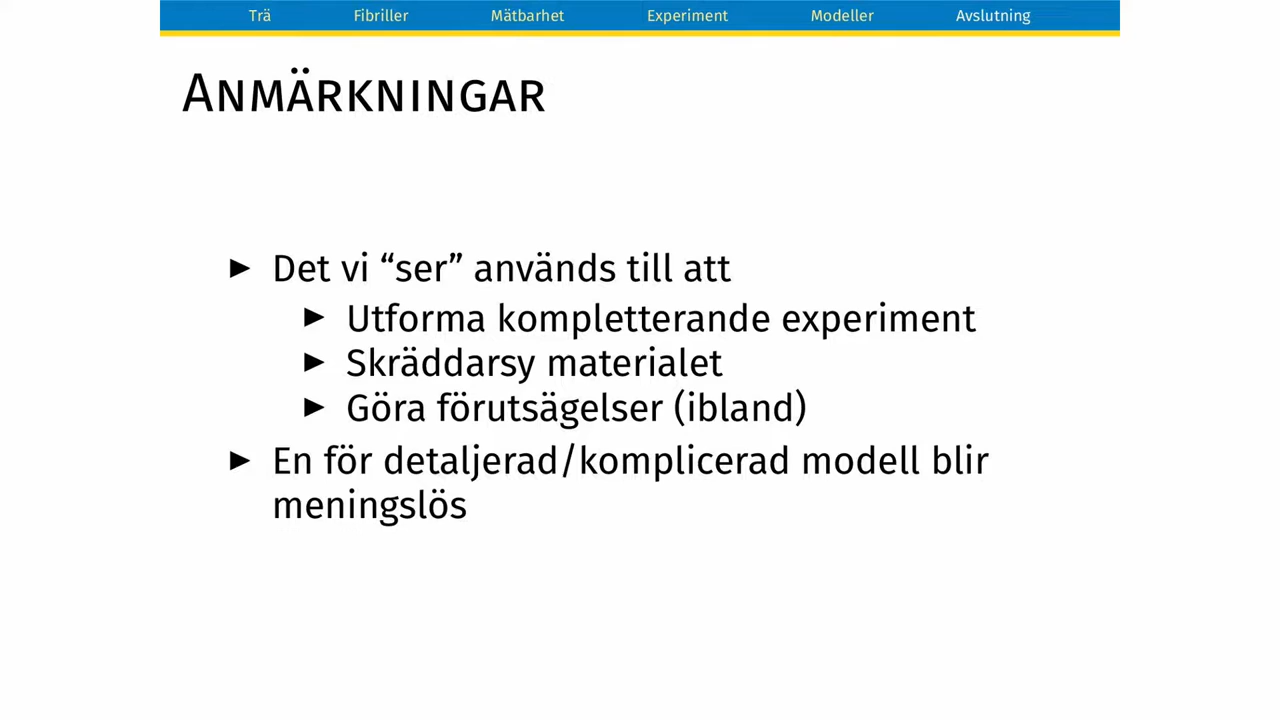 Trä Fibriller Mätbarhet Experiment Modeller Avslutning
ANMÄRKNINGAR
▶ Det vi “ser” används till att
▶ Utforma kompletterande experiment
▶ Skräddarsy materialet
▶ Göra förutsägelser (ibland)
▶ En för detaljerad/komplicerad modell blir
meningslös